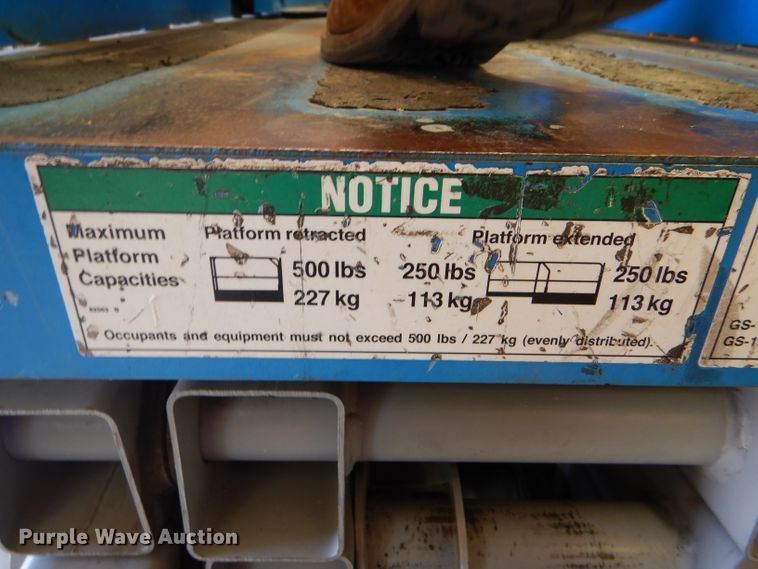 NOTICE
Maximum Platform retracted Platform extended
Platform 500 lbs 250 lbs 250 lbs
Capacities 227 kg 113 kg 113 kg
Occupants and equipment must not exceed 500 lbs / 227 kg (evenly distributed).
GS-
GS-1
Purple Wave Auction